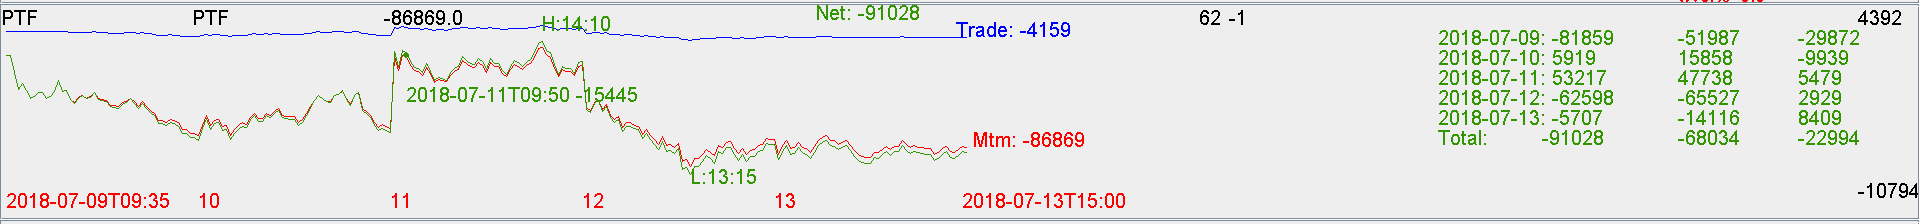 PTF PTF -86869.0 Net: -91028 62 -1 4392
H:14:10
Trade: -4159
2018-07-09: -81859 -51987 -29872
2018-07-10: 5919 15858 -9939
2018-07-11: 53217 47738 5479
2018-07-11T09:50 -15445
2018-07-12: -62598 -65527 2929
2018-07-13: -5707 -14116 8409
Total: -91028 -68034 -22994
Mtm: -86869
L:13:15
-10794
2018-07-09T09:35 10 11 12 13 2018-07-13T15:00